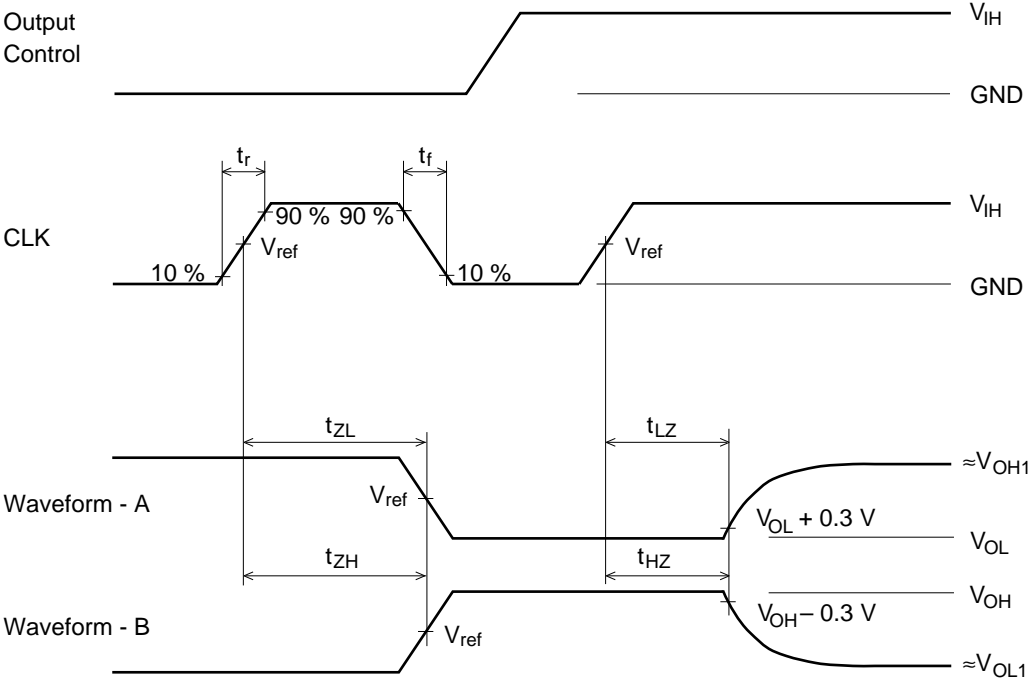 Output
Control
V_IH
GND
t_r
t_f
CLK
90 % 90 %
V_IH
V_ref
V_ref
10 %
10 %
GND
t_ZL
t_LZ
≈V_OH1
Waveform - A
V_ref
V_OL + 0.3 V
V_OL
t_ZH
t_HZ
V_OH
Waveform - B
V_ref
V_OH – 0.3 V
≈V_OL1